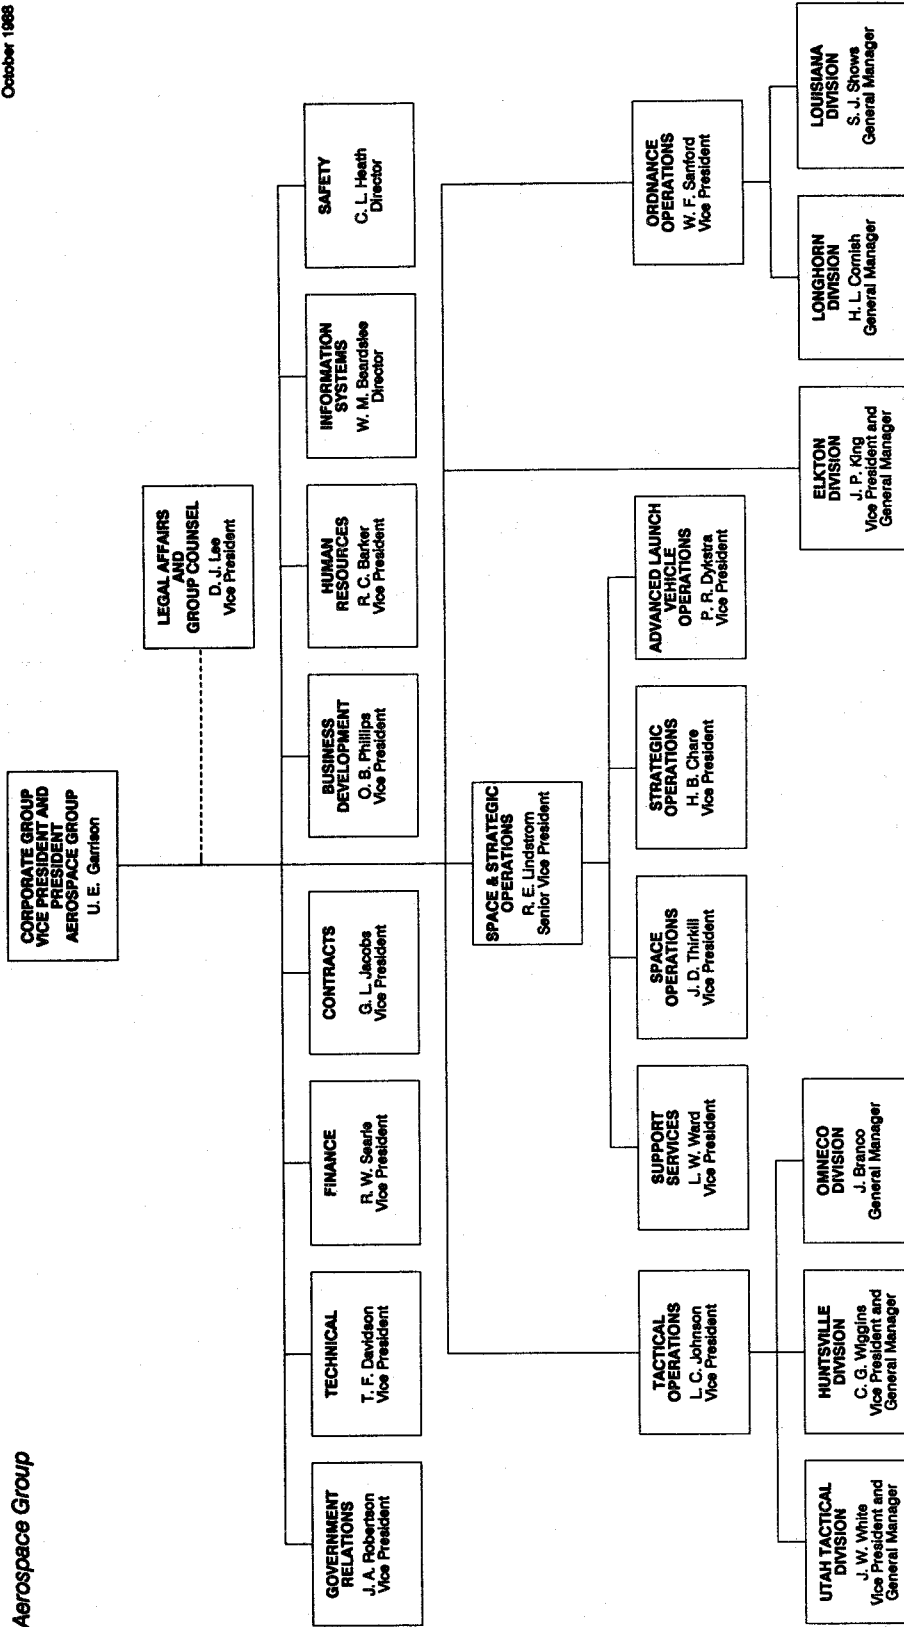 Aerospace Group
October 1988
CORPORATE GROUP
VICE PRESIDENT AND
PRESIDENT
AEROSPACE GROUP
U. E. Garrison
LEGAL AFFAIRS
AND
GROUP COUNSEL
D. J. Lee
Vice President
GOVERNMENT
RELATIONS
J. A. Robertson
Vice President
TECHNICAL
T. F. Davidson
Vice President
FINANCE
R. W. Searle
Vice President
CONTRACTS
G. L. Jacobs
Vice President
BUSINESS
DEVELOPMENT
O. B. Phillips
Vice President
HUMAN
RESOURCES
R. C. Barker
Vice President
INFORMATION
SYSTEMS
W. M. Beardslee
Director
SAFETY
C. L. Heath
Director
SPACE & STRATEGIC
OPERATIONS
R. E. Lindstrom
Senior Vice President
TACTICAL
OPERATIONS
L. C. Johnson
Vice President
SUPPORT
SERVICES
L. W. Ward
Vice President
SPACE
OPERATIONS
J. D. Thirkill
Vice President
STRATEGIC
OPERATIONS
H. B. Chare
Vice President
ADVANCED LAUNCH
VEHICLE
OPERATIONS
P. R. Dykstra
Vice President
ORDNANCE
OPERATIONS
W. F. Sanford
Vice President
UTAH TACTICAL
DIVISION
J. W. White
Vice President and
General Manager
HUNTSVILLE
DIVISION
C. G. Wiggins
Vice President and
General Manager
OMNECO
DIVISION
J. Branco
General Manager
ELKTON
DIVISION
J. P. King
Vice President and
General Manager
LONGHORN
DIVISION
H. L. Cornish
General Manager
LOUISIANA
DIVISION
S. J. Shows
General Manager